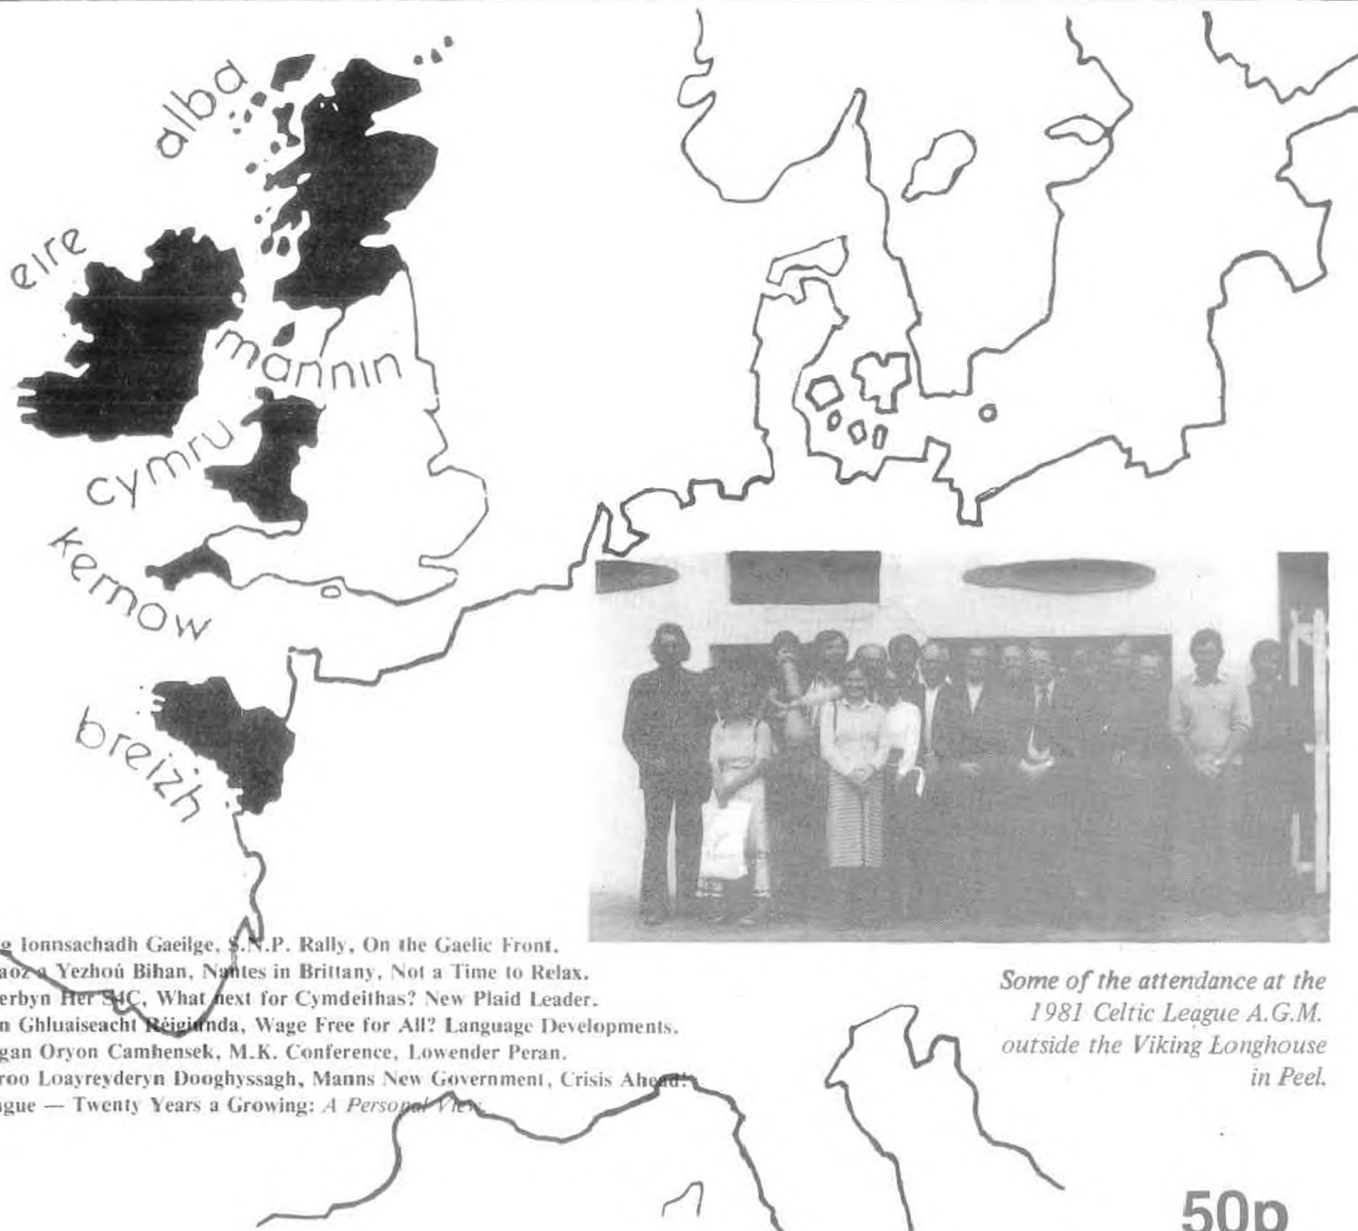 alba
eire
mannin
cymru
kernow
breizh
Ionnsachadh Gaeilge, S.N.P. Rally, On the Gaelic Front.
a Yezhoù Bihan, Nantes in Brittany, Not a Time to Relax.
Her S4C, What next for Cymdeithas? New Plaid Leader.
Ghluaiseacht Réigiunda, Wage Free for All? Language Developments.
Oryon Camhensek, M.K. Conference, Lowender Peran.
Loayreyderyn Dooghyssagh, Manns New Government, Crisis Ahead?
— Twenty Years a Growing: A Personal View.
Some of the attendance at the
1981 Celtic League A.G.M.
outside the Viking Longhouse
in Peel.
50p